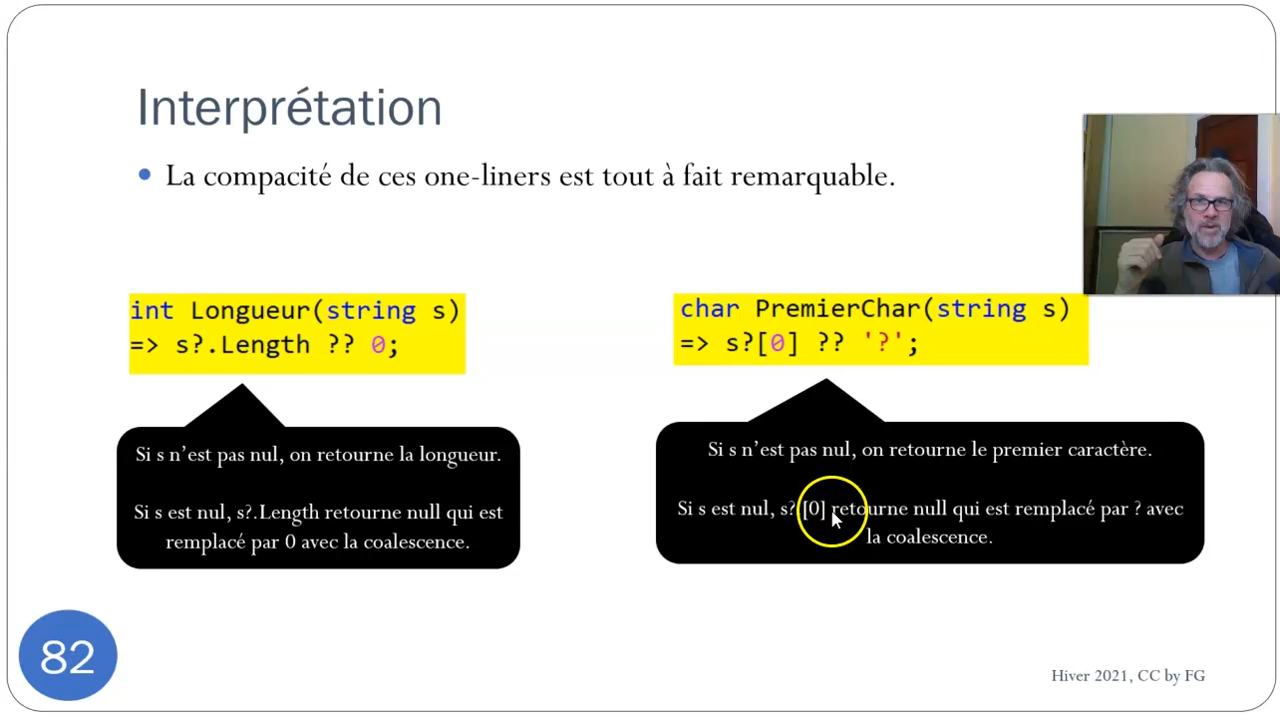 Interprétation
• La compacité de ces one-liners est tout à fait remarquable.
int Longueur(string s)
=> s?.Length ?? 0;
Si s n’est pas nul, on retourne la longueur.
Si s est nul, s?.Length retourne null qui est
remplacé par 0 avec la coalescence.
char PremierChar(string s)
=> s?[0] ?? '?';
Si s n’est pas nul, on retourne le premier caractère.
Si s est nul, s?[0] retourne null qui est remplacé par ? avec
la coalescence.
82
Hiver 2021, CC by FG